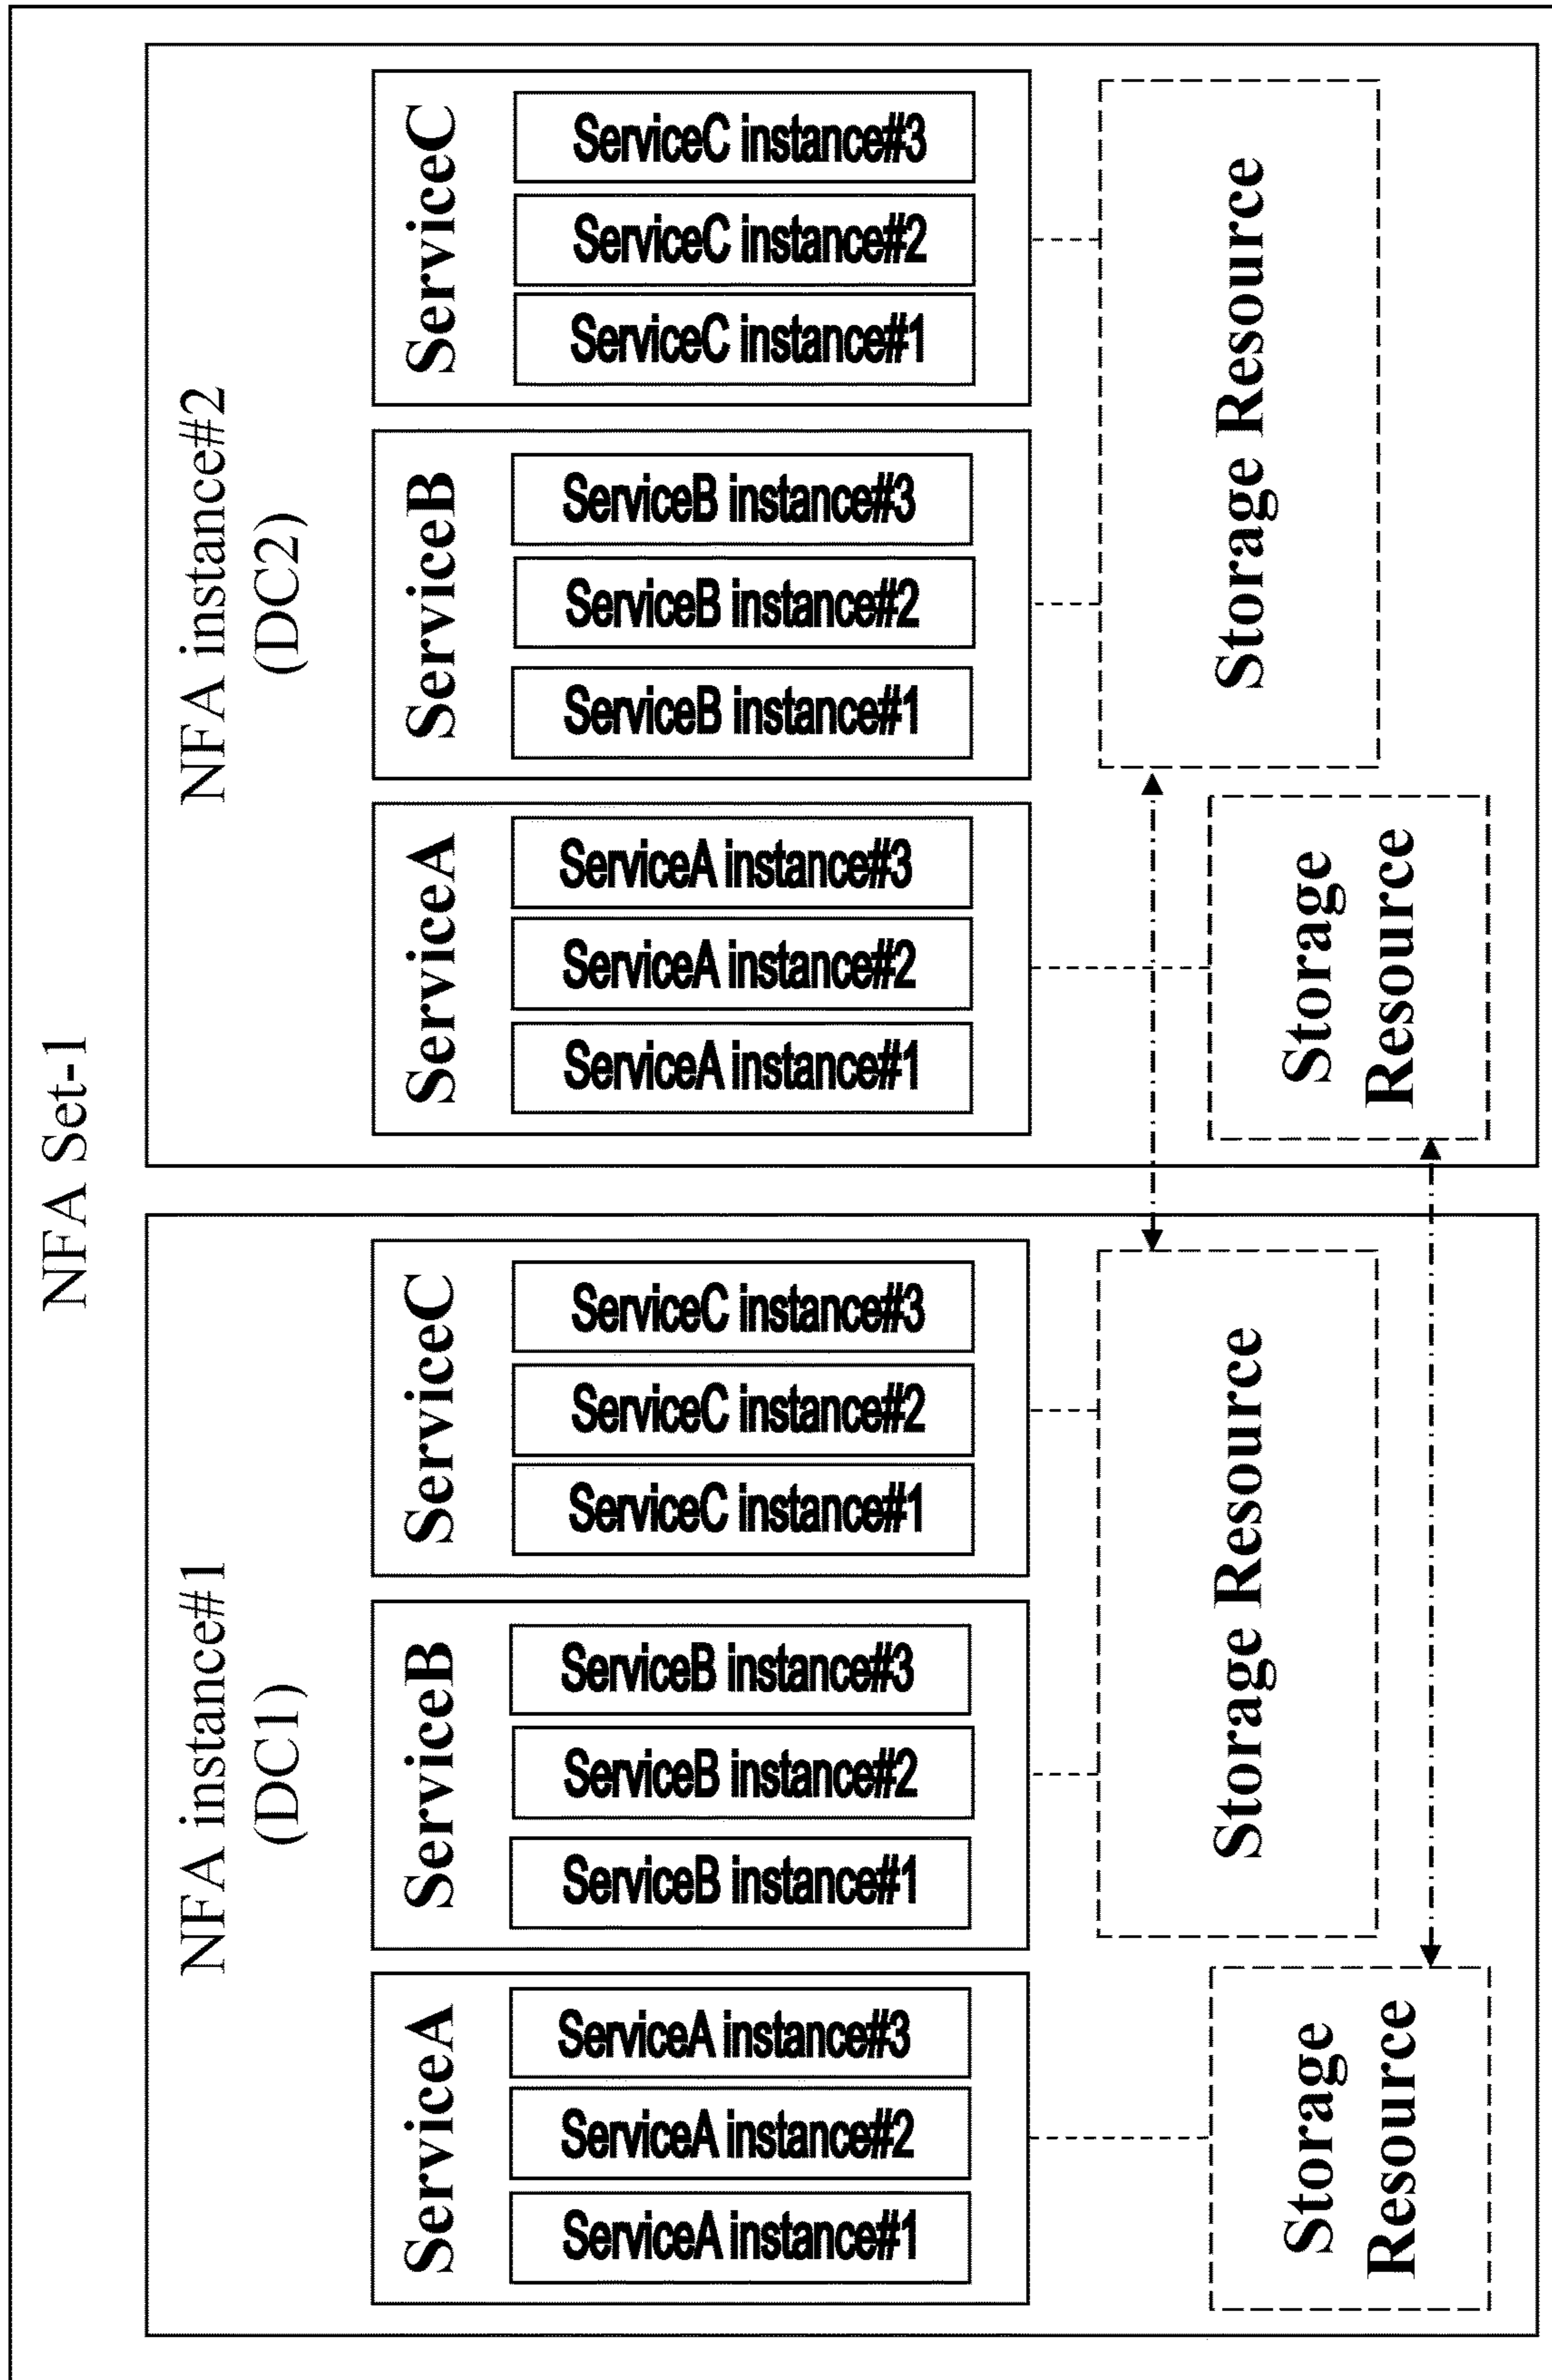 NFA Set-1
NFA instance#1
(DC1)
ServiceA
ServiceA instance#1
ServiceA instance#2
ServiceA instance#3
ServiceB
ServiceB instance#1
ServiceB instance#2
ServiceB instance#3
ServiceC
ServiceC instance#1
ServiceC instance#2
ServiceC instance#3
Storage
Resource
Storage Resource
NFA instance#2
(DC2)
ServiceA
ServiceA instance#1
ServiceA instance#2
ServiceA instance#3
ServiceB
ServiceB instance#1
ServiceB instance#2
ServiceB instance#3
ServiceC
ServiceC instance#1
ServiceC instance#2
ServiceC instance#3
Storage
Resource
Storage Resource